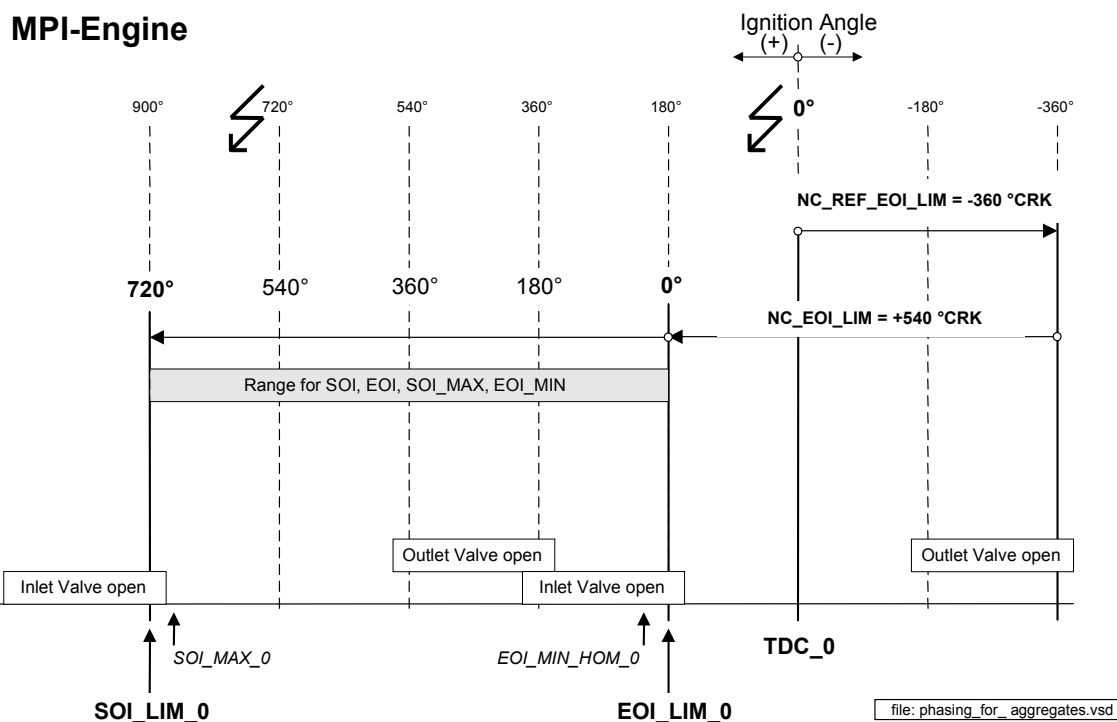 MPI-Engine
Ignition Angle
(+) (-)
900° 720° 540° 360° 180° 0° -180° -360°
NC_REF_EOI_LIM = -360 °CRK
720° 540° 360° 180° 0°
NC_EOI_LIM = +540 °CRK
Range for SOI, EOI, SOI_MAX, EOI_MIN
Outlet Valve open Outlet Valve open
Inlet Valve open Inlet Valve open
SOI_MAX_0 EOI_MIN_HOM_0 TDC_0
SOI_LIM_0 EOI_LIM_0
file: phasing_for_ aggregates.vsd